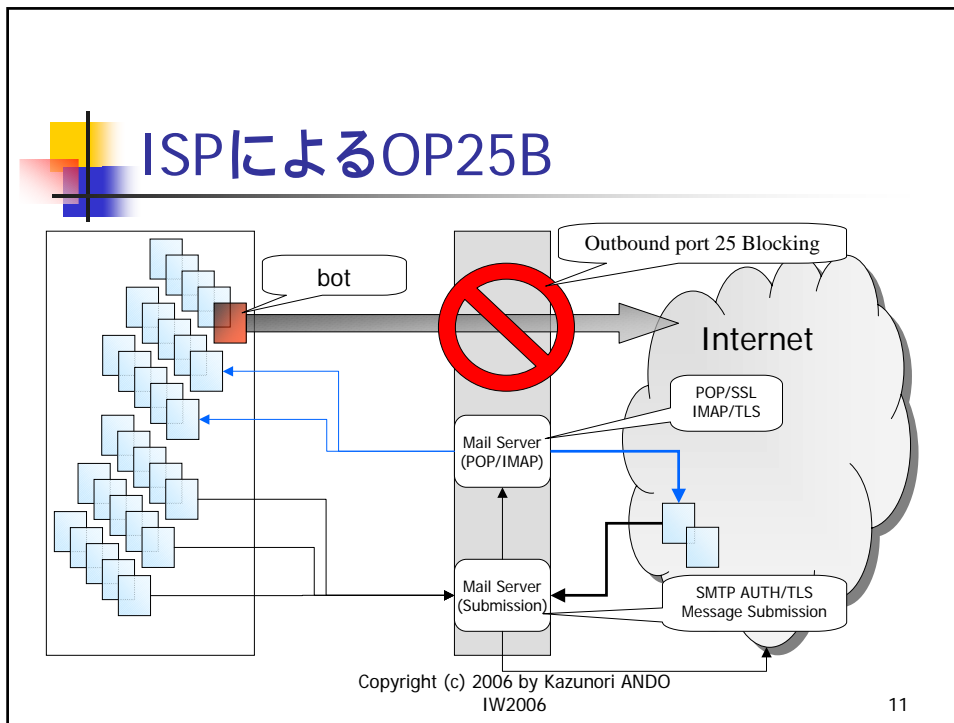 ISPによるOP25B
Outbound port 25 Blocking
bot
Internet
POP/SSL
IMAP/TLS
Mail Server
(POP/IMAP)
Mail Server
(Submission)
SMTP AUTH/TLS
Message Submission
Copyright (c) 2006 by Kazunori ANDO
IW2006
11